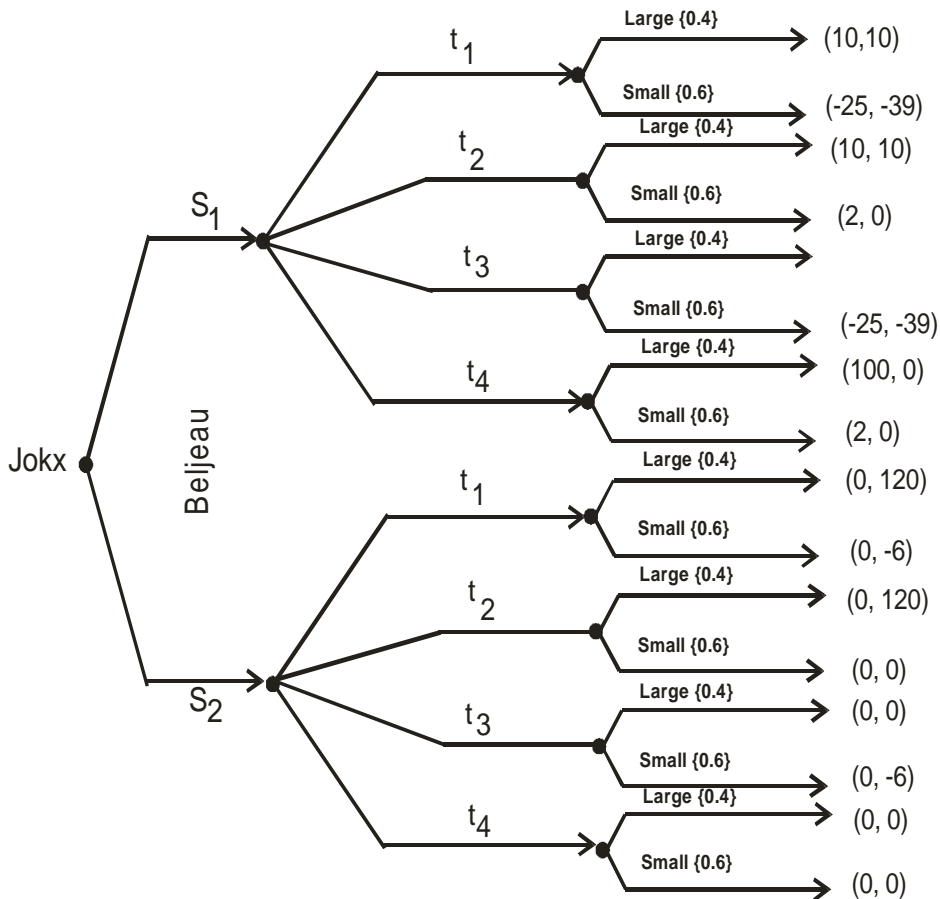 Large {0.4}
(10,10)
t1
Small {0.6}
(-25, -39)
Large {0.4}
(10, 10)
t2
Small {0.6}
(2, 0)
S1
Large {0.4}
t3
Small {0.6}
(-25, -39)
Large {0.4}
(100, 0)
t4
Small {0.6}
(2, 0)
Jokx
Beljeau
Large {0.4}
(0, 120)
t1
Small {0.6}
(0, -6)
Large {0.4}
(0, 120)
t2
Small {0.6}
(0, 0)
S2
Large {0.4}
(0, 0)
t3
Small {0.6}
(0, -6)
Large {0.4}
(0, 0)
t4
Small {0.6}
(0, 0)